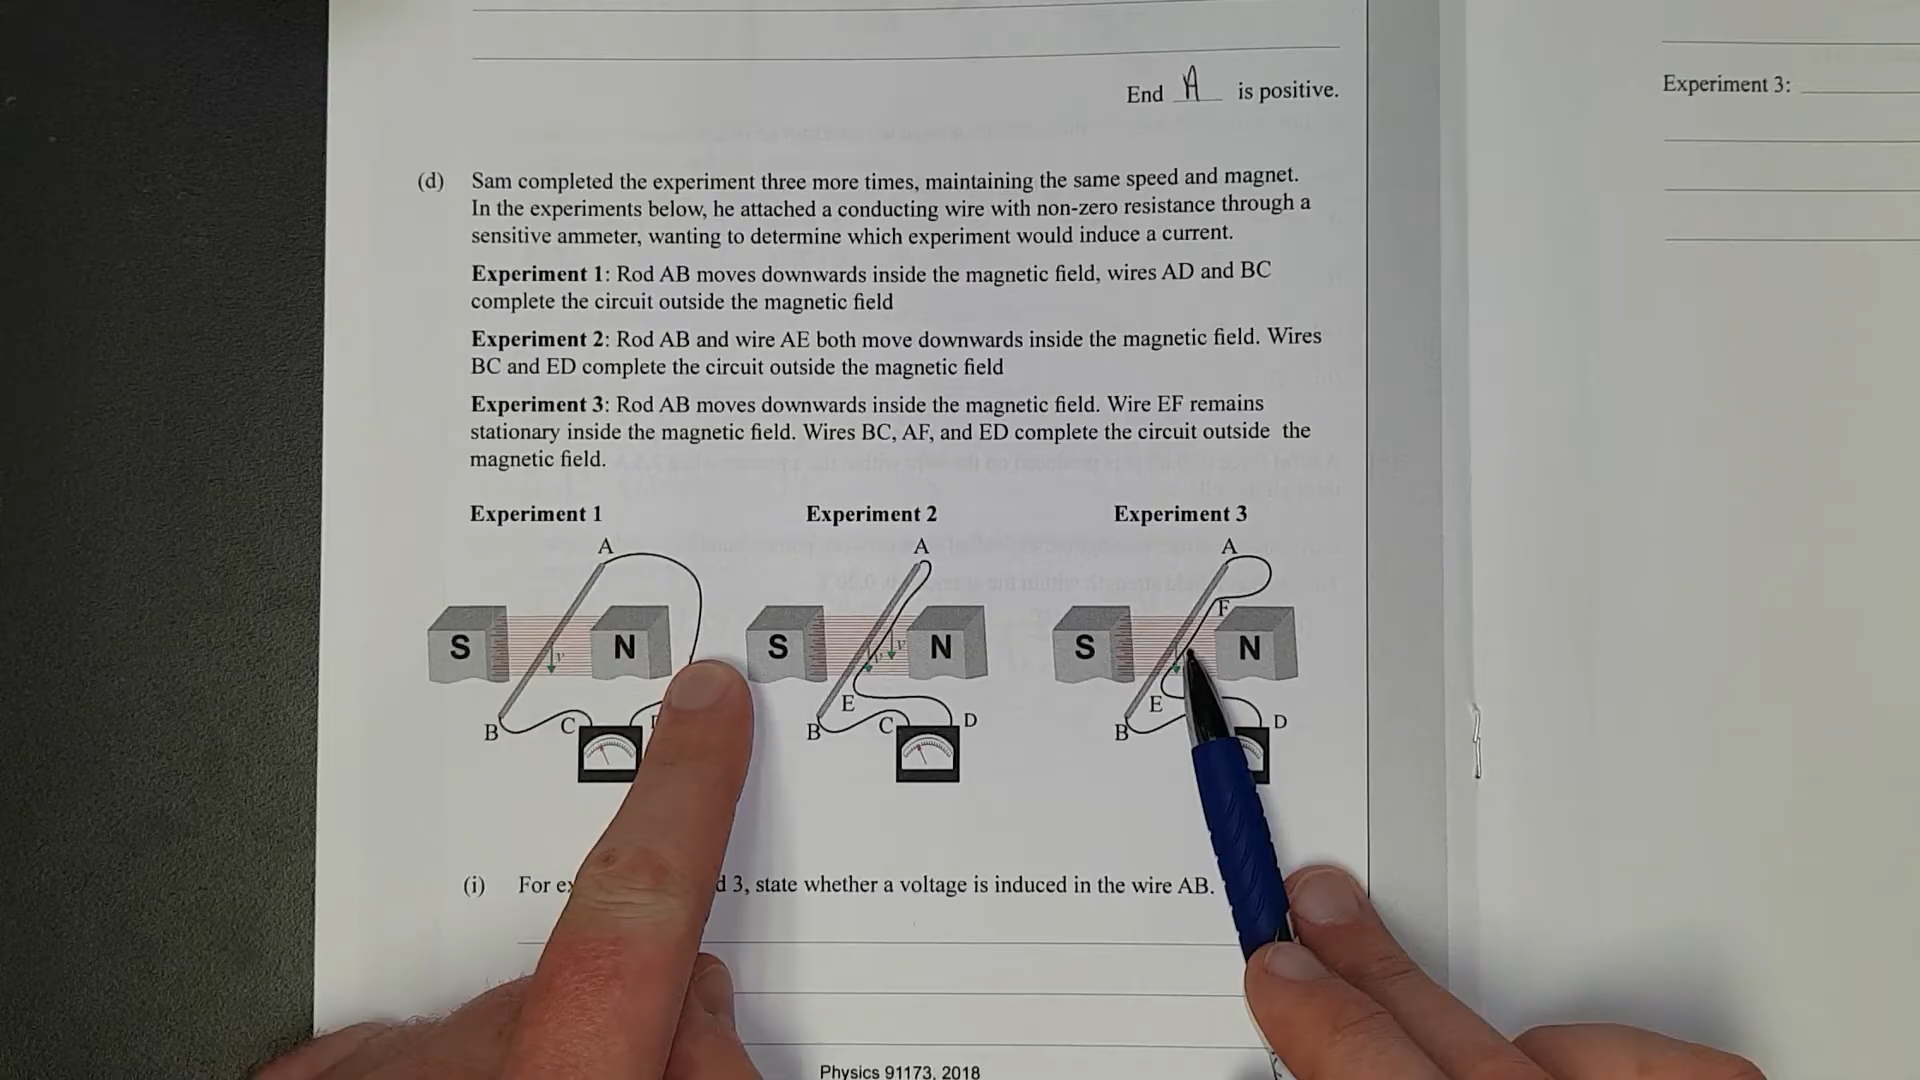 End A is positive.
Experiment 3:
(d) Sam completed the experiment three more times, maintaining the same speed and magnet.
In the experiments below, he attached a conducting wire with non-zero resistance through a
sensitive ammeter, wanting to determine which experiment would induce a current.
Experiment 1: Rod AB moves downwards inside the magnetic field, wires AD and BC
complete the circuit outside the magnetic field
Experiment 2: Rod AB and wire AE both move downwards inside the magnetic field. Wires
BC and ED complete the circuit outside the magnetic field
Experiment 3: Rod AB moves downwards inside the magnetic field. Wire EF remains
stationary inside the magnetic field. Wires BC, AF, and ED complete the circuit outside the
magnetic field.
Experiment 1 Experiment 2 Experiment 3
A A A
F
S N S N S N
v v v
E E
B C B C D B D
(i) For 3, state whether a voltage is induced in the wire AB.
Physics 91173, 2018